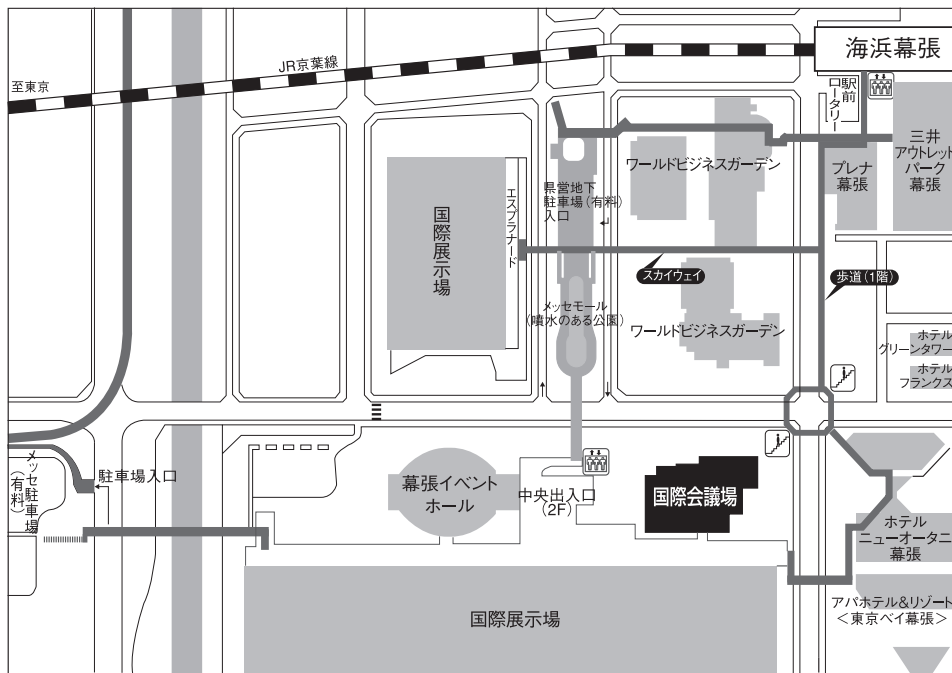 海浜幕張
JR京葉線
至東京
駅前
ロータリー
三井
アウトレット
パーク
幕張
プレナ
幕張
ワールドビジネスガーデン
県営地下
駐車場(有料)
入口
エスプラナード
国際展示場
スカイウェイ
歩道(1階)
メッセモール
(噴水のある公園)
ワールドビジネスガーデン
ホテル
グリーンタワー
ホテル
フランクス
メッセ駐車場
(有料)
駐車場入口
幕張イベント
ホール
中央出入口
(2F)
国際会議場
ホテル
ニューオータニ
幕張
アパホテル&リゾート
<東京ベイ幕張>
国際展示場